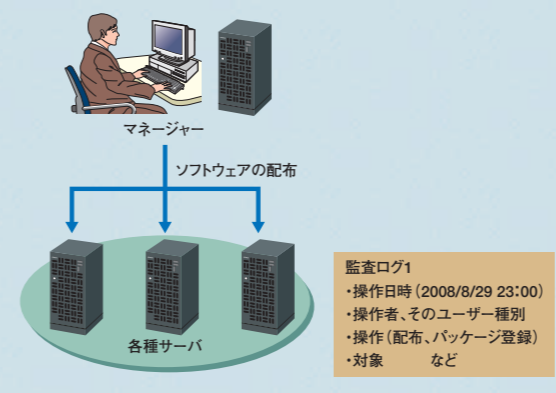 マネージャー
ソフトウェアの配布
各種サーバ
監査ログ1
・操作日時(2008/8/29 23:00)
・操作者、そのユーザー種別
・操作(配布、パッケージ登録)
・対象　　　など